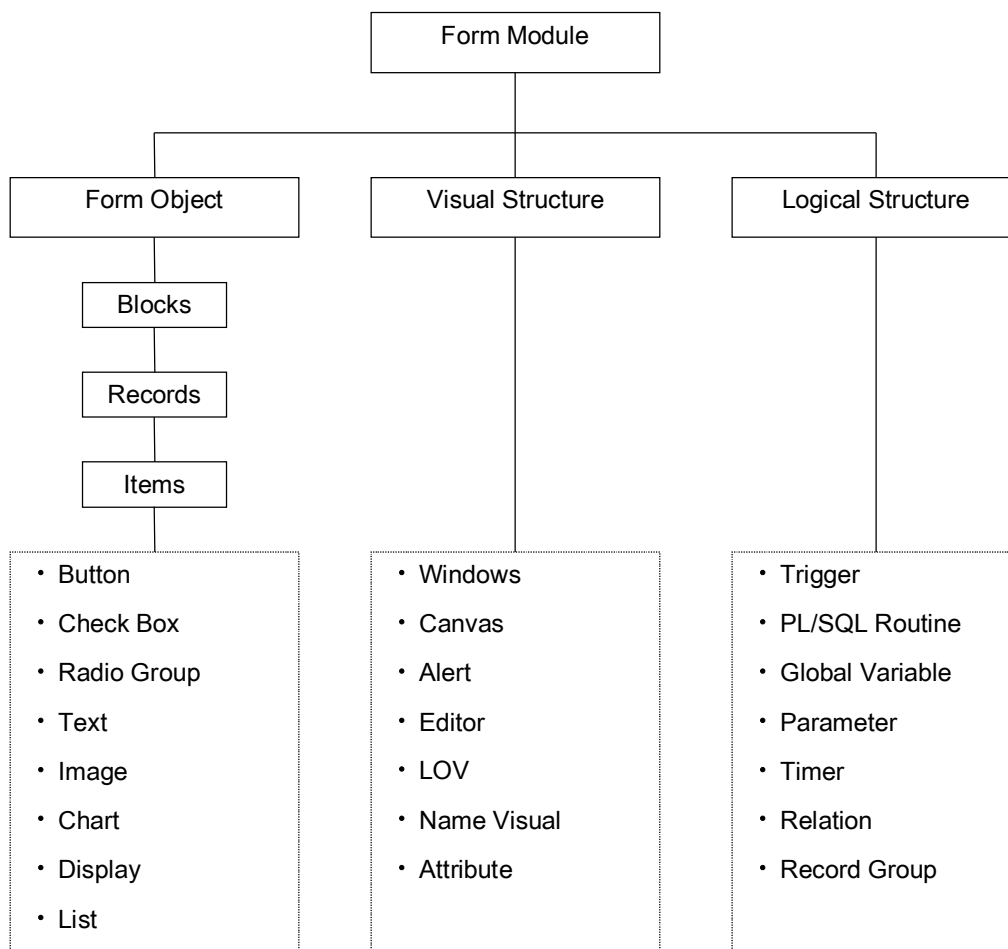 Form Module
Form Object
Visual Structure
Logical Structure
Blocks
Records
Items
・ Button
・ Check Box
・ Radio Group
・ Text
・ Image
・ Chart
・ Display
・ List
・ Windows
・ Canvas
・ Alert
・ Editor
・ LOV
・ Name Visual
・ Attribute
・ Trigger
・ PL/SQL Routine
・ Global Variable
・ Parameter
・ Timer
・ Relation
・ Record Group